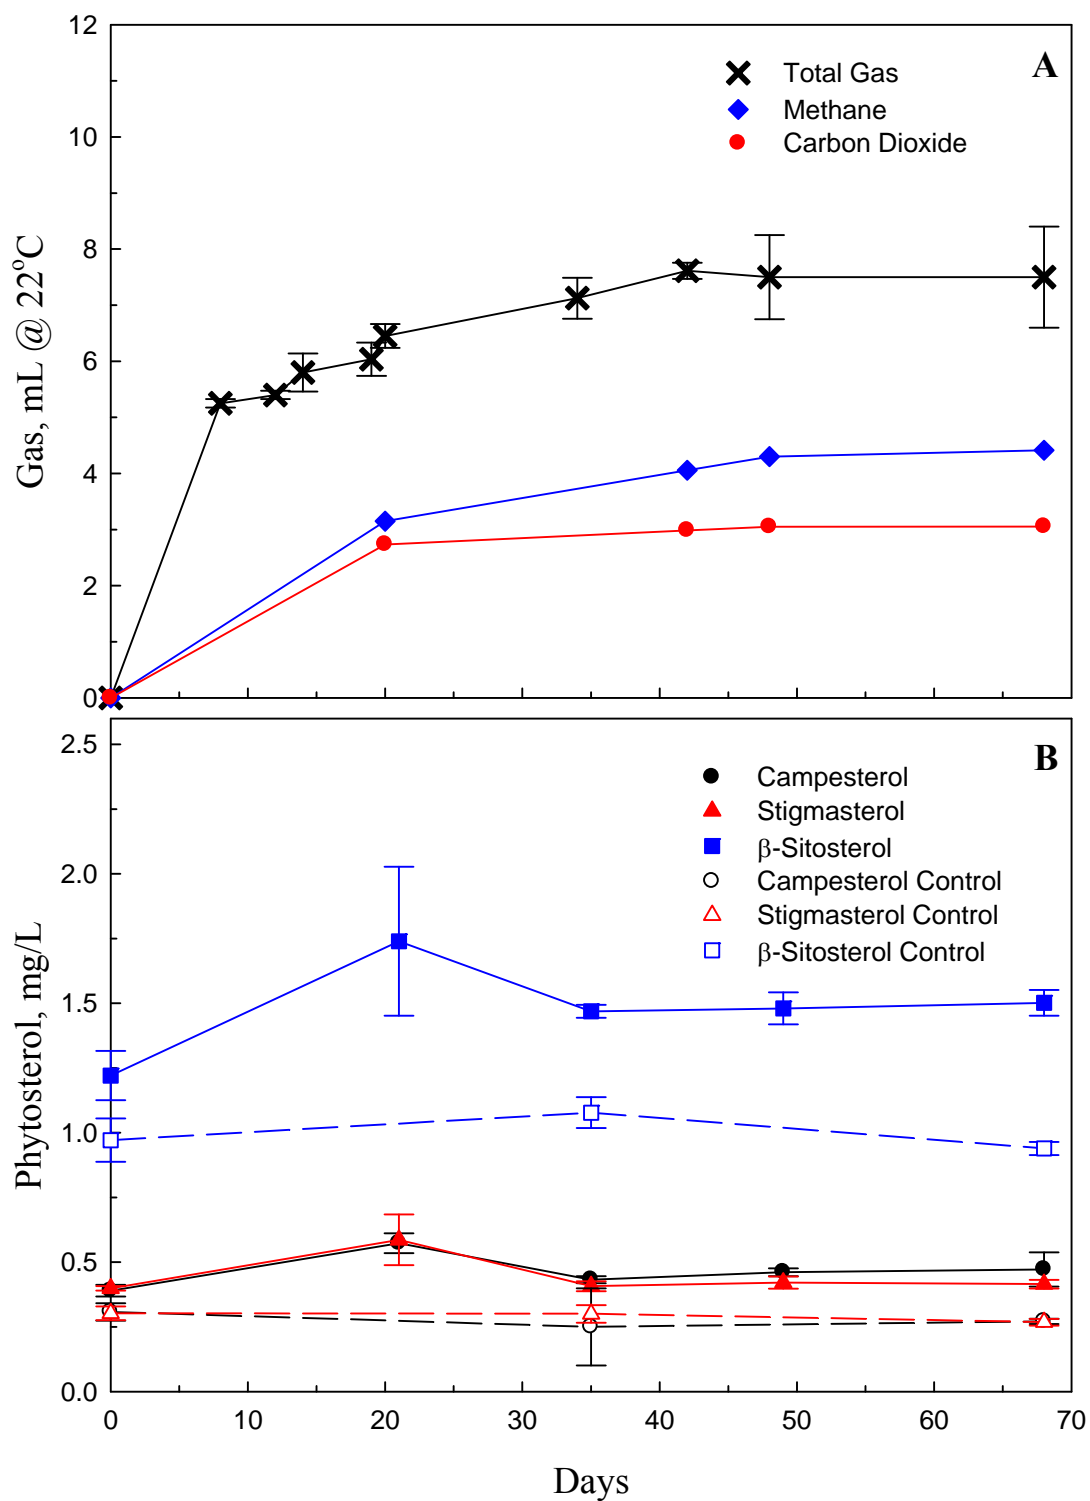 12
A
Total Gas
Methane
Carbon Dioxide
10
8
6
4
2
0
Gas, mL @ 22°C
B
2.5
Campesterol
Stigmasterol
β-Sitosterol
Campesterol Control
Stigmasterol Control
β-Sitosterol Control
2.0
1.5
1.0
0.5
0.0
Phytosterol, mg/L
0 10 20 30 40 50 60 70
Days